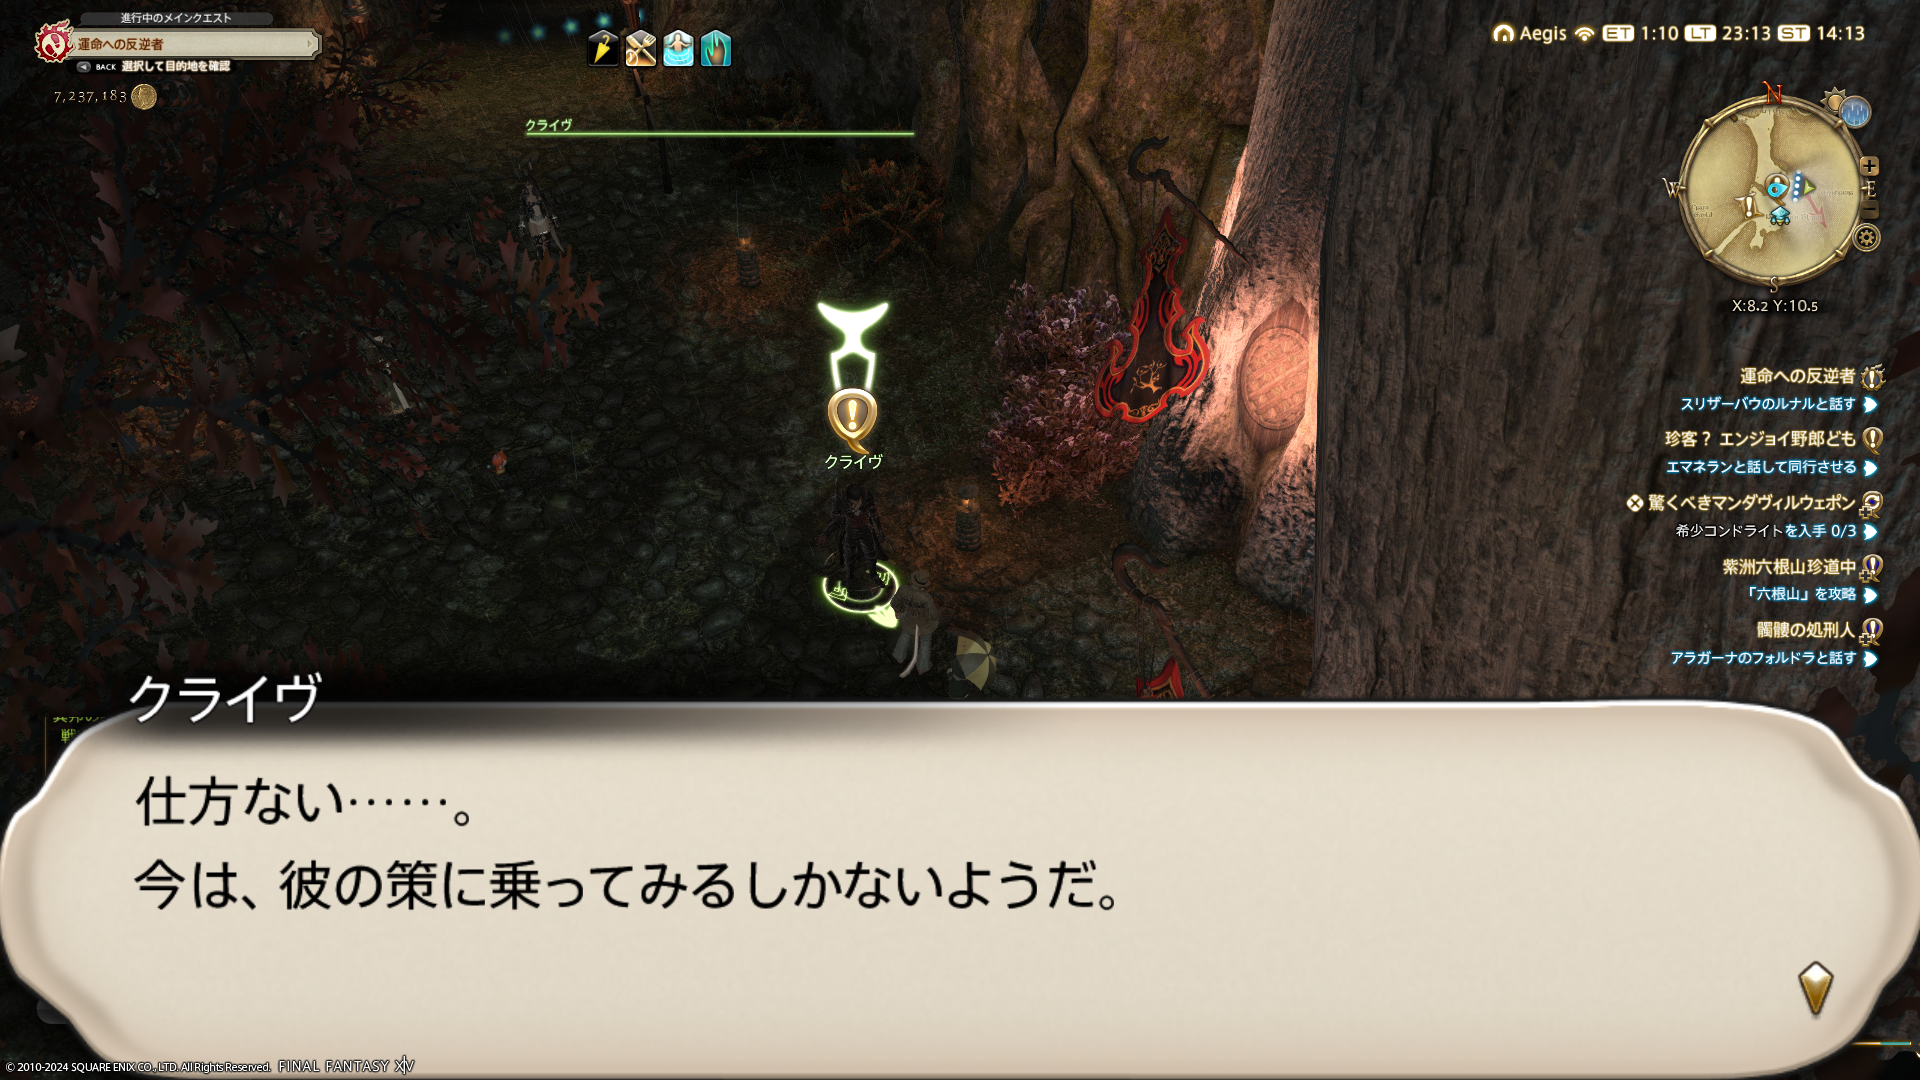 進行中のメインクエスト
運命への反逆者
BACK 選択して目的地を確認
7,237,183
クライヴ
Aegis ET 1:10 LT 23:13 ST 14:13
N
W
E
S
X:8.2 Y:10.5
運命への反逆者
スリザーバウのルナルと話す
珍客？ エンジョイ野郎ども
エマネランと話して同行させる
驚くべきマンダヴィルウェポン
希少コンドライトを入手 0/3
紫洲六根山珍道中
「六根山」を攻略
髑髏の処刑人
アラガーナのフォルドラと話す
クライヴ
クライヴ
仕方ない……。
今は、彼の策に乗ってみるしかないようだ。
© 2010-2024 SQUARE ENIX CO., LTD. All Rights Reserved. FINAL FANTASY XIV